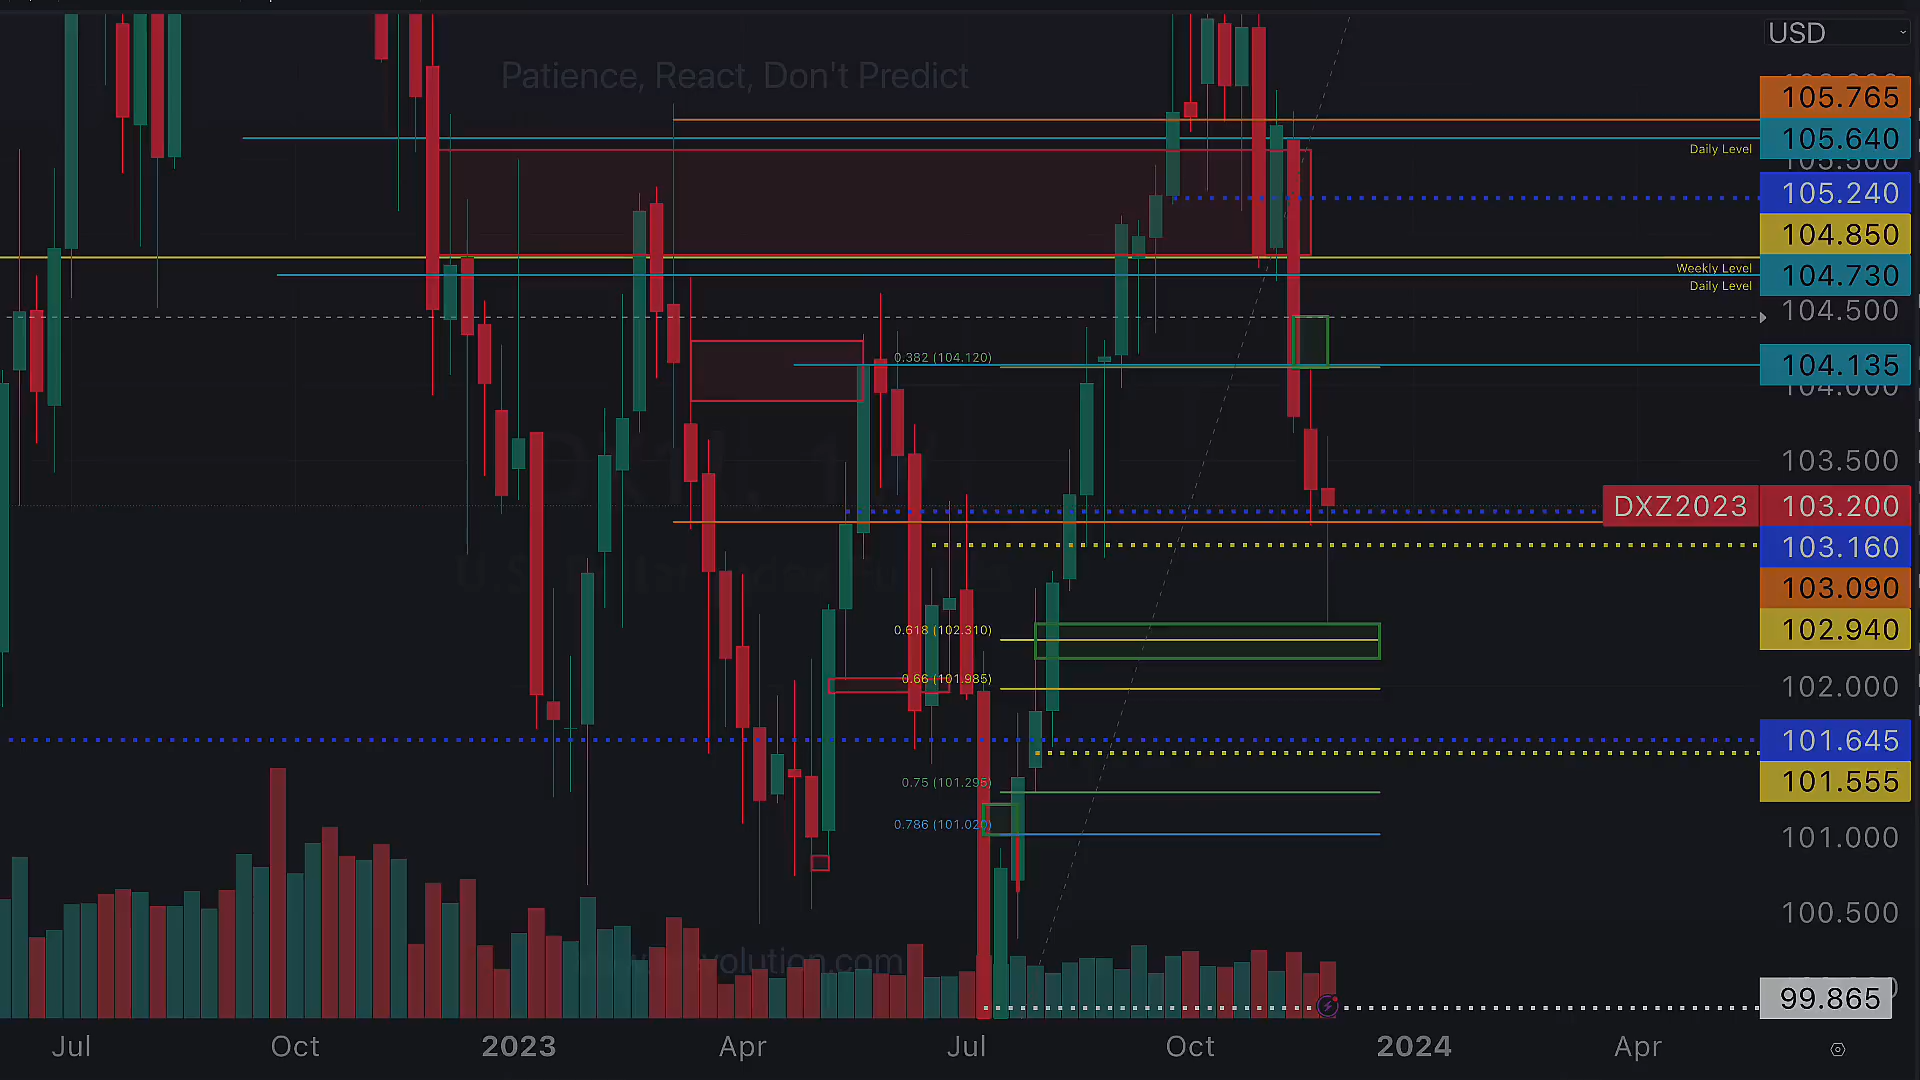 USD
Patience, React, Don't Predict
105.765
105.640
Daily Level
105.500
105.240
104.850
Weekly Level
104.730
Daily Level
104.500
0.382 (104.120)
104.135
104.000
103.500
DXZ2023
103.200
103.160
103.090
102.940
0.618 (102.310)
0.66 (101.985)
102.000
101.645
101.555
0.75 (101.295)
0.786 (101.020)
101.000
100.500
99.865
Jul
Oct
2023
Apr
Jul
Oct
2024
Apr